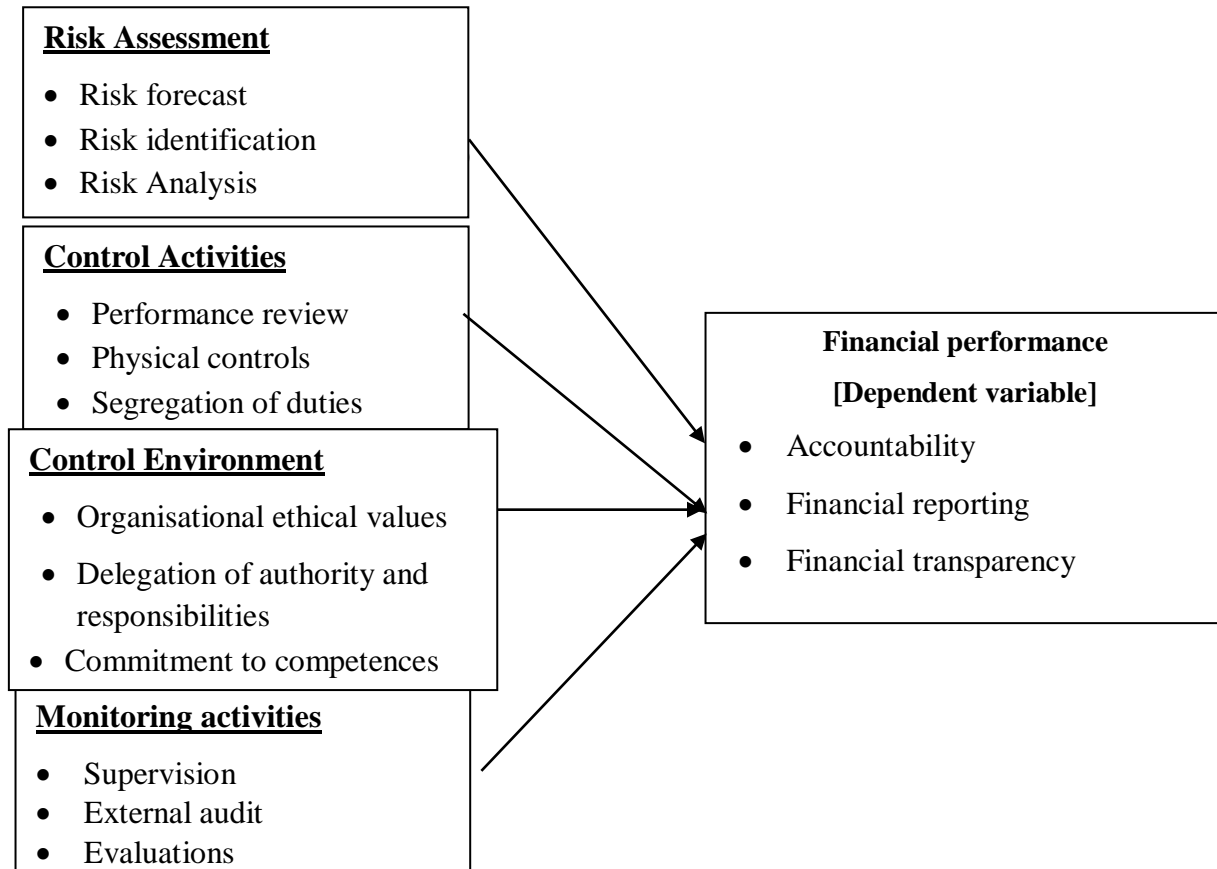 Risk Assessment
• Risk forecast
• Risk identification
• Risk Analysis
Control Activities
• Performance review
• Physical controls
• Segregation of duties
Control Environment
• Organisational ethical values
• Delegation of authority and
responsibilities
• Commitment to competences
Monitoring activities
• Supervision
• External audit
• Evaluations
Financial performance
[Dependent variable]
• Accountability
• Financial reporting
• Financial transparency